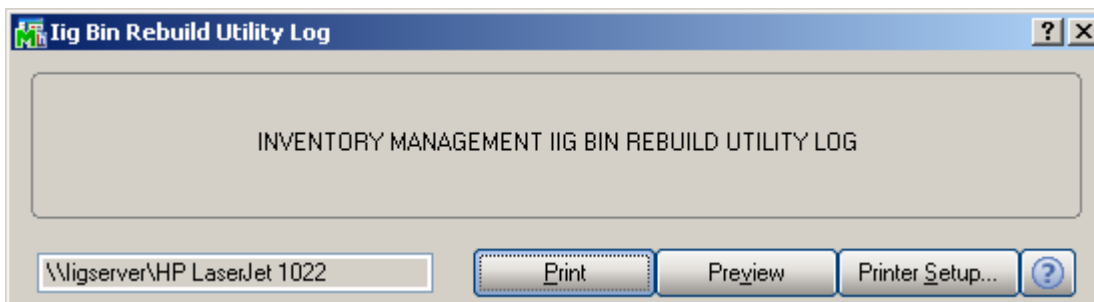 Iig Bin Rebuild Utility Log
INVENTORY MANAGEMENT IIG BIN REBUILD UTILITY LOG
\\Iigserver\HP LaserJet 1022 Print Preview Printer Setup...